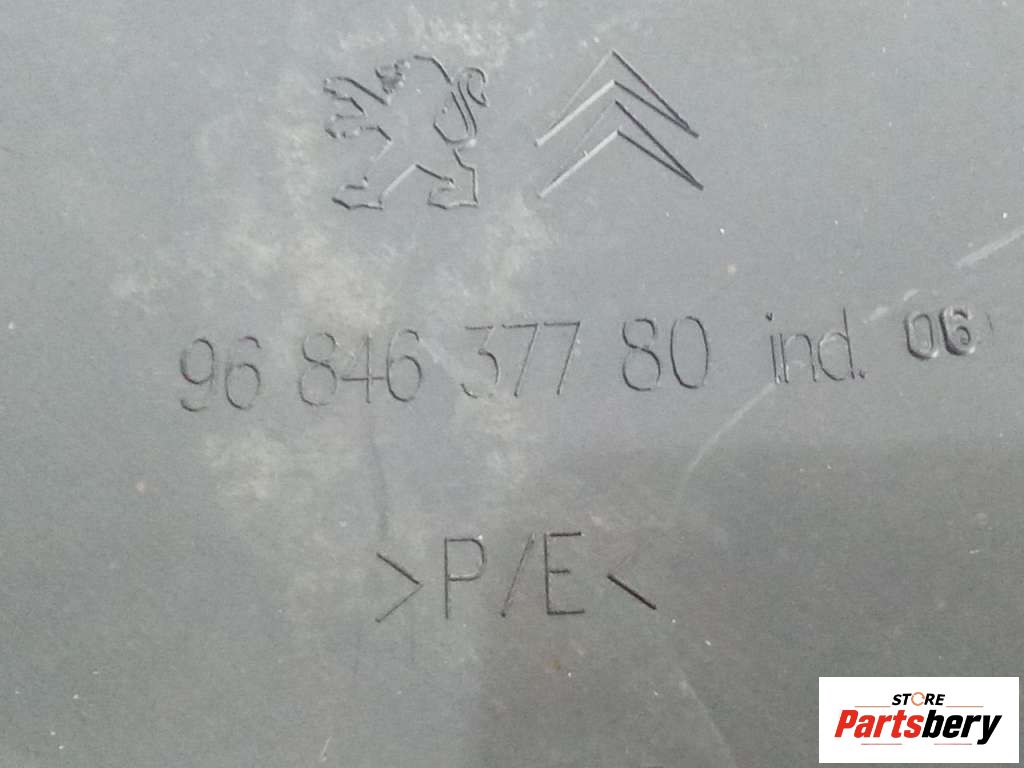 96 846 377 80 ind. 06
>P/E<
STORE
Partsbery